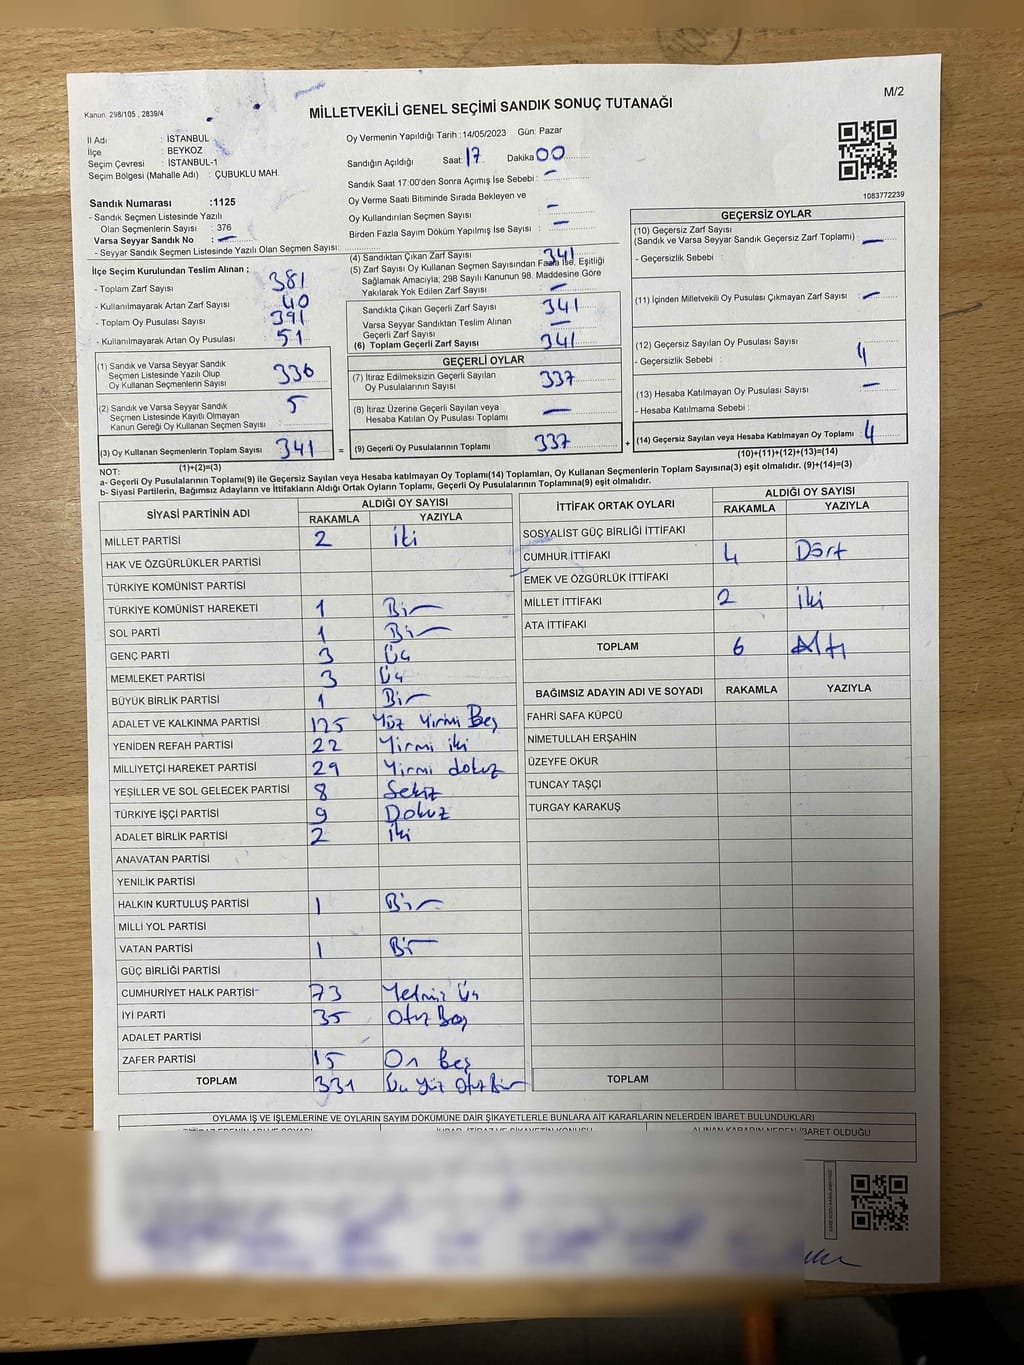 Kanun 298/105 , 2839/4
MİLLETVEKİLİ GENEL SEÇİMİ SANDIK SONUÇ TUTANAĞI
M/2
İl Adı : İSTANBUL
İlçe : BEYKOZ
Seçim Çevresi : İSTANBUL-1
Seçim Bölgesi (Mahalle Adı) : ÇUBUKLU MAH.
Oy Vermenin Yapıldığı Tarih : 14/05/2023 Gün: Pazar
Sandığın Açıldığı Saat: 17 Dakika 00
Sandık Saat 17:00'den Sonra Açımış İse Sebebi : -
Oy Verme Saati Bitiminde Sırada Bekleyen ve
Oy Kullandırılan Seçmen Sayısı -
Birden Fazla Sayım Döküm Yapılmış İse Sayısı : -
1083772239
Sandık Numarası : 1125
- Sandık Seçmen Listesinde Yazılı
Olan Seçmenlerin Sayısı : 376
Varsa Seyyar Sandık No : -
- Seyyar Sandık Seçmen Listesinde Yazılı Olan Seçmen Sayısı:
İlçe Seçim Kurulundan Teslim Alınan ;
- Toplam Zarf Sayısı 381
- Kullanılmayarak Artan Zarf Sayısı 40
- Toplam Oy Pusulası Sayısı 391
- Kullanılmayarak Artan Oy Pusulası 51
(1) Sandık ve Varsa Seyyar Sandık
Seçmen Listesinde Yazılı Olup
Oy Kullanan Seçmenlerin Sayısı 336
(2) Sandık ve Varsa Seyyar Sandık
Seçmen Listesinde Kayıtlı Olmayan
Kanun Gereği Oy Kullanan Seçmen Sayısı 5
(3) Oy Kullanan Seçmenlerin Toplam Sayısı 341
(1)+(2)=(3)
(4) Sandıktan Çıkan Zarf Sayısı 341
(5) Zarf Sayısı Oy Kullanan Seçmen Sayısından Fazla İse, Eşitliği
Sağlamak Amacıyla; 298 Sayılı Kanunun 98. Maddesine Göre
Yakılarak Yok Edilen Zarf Sayısı -
Sandıkta Çıkan Geçerli Zarf Sayısı 341
Varsa Seyyar Sandıktan Teslim Alınan
Geçerli Zarf Sayısı -
(6) Toplam Geçerli Zarf Sayısı 341
GEÇERLİ OYLAR
(7) İtiraz Edilmeksizin Geçerli Sayılan
Oy Pusulalarının Sayısı 337
(8) İtiraz Üzerine Geçerli Sayılan veya
Hesaba Katılan Oy Pusulası Toplamı -
= (9) Geçerli Oy Pusulalarının Toplamı 337
GEÇERSİZ OYLAR
(10) Geçersiz Zarf Sayısı
(Sandık ve Varsa Seyyar Sandık Geçersiz Zarf Toplamı) : -
- Geçersizlik Sebebi :
(11) İçinden Milletvekili Oy Pusulası Çıkmayan Zarf Sayısı : -
(12) Geçersiz Sayılan Oy Pusulası Sayısı
- Geçersizlik Sebebi : 4
(13) Hesaba Katılmayan Oy Pusulası Sayısı -
- Hesaba Katılmama Sebebi :
+ (14) Geçersiz Sayılan veya Hesaba Katılmayan Oy Toplamı 4
(10)+(11)+(12)+(13)=(14)
NOT:
a- Geçerli Oy Pusulalarının Toplamı(9) ile Geçersiz Sayılan veya Hesaba katılmayan Oy Toplamı(14) Toplamları, Oy Kullanan Seçmenlerin Toplam Sayısına(3) eşit olmalıdır. (9)+(14)=(3)
b- Siyasi Partilerin, Bağımsız Adayların ve İttifakların Aldığı Ortak Oyların Toplamı, Geçerli Oy Pusulalarının Toplamına(9) eşit olmalıdır.
SİYASİ PARTİNİN ADI ALDIĞI OY SAYISI
RAKAMLA YAZIYLA
MİLLET PARTİSİ 2 iki
HAK VE ÖZGÜRLÜKLER PARTİSİ
TÜRKİYE KOMÜNİST PARTİSİ
TÜRKİYE KOMÜNİST HAREKETİ 1 Bir
SOL PARTİ 1 Bir
GENÇ PARTİ 3 Üç
MEMLEKET PARTİSİ 3 Üç
BÜYÜK BİRLİK PARTİSİ 1 Bir
ADALET VE KALKINMA PARTİSİ 125 Yüz Yirmi Beş
YENİDEN REFAH PARTİSİ 22 Yirmi iki
MİLLİYETÇİ HAREKET PARTİSİ 29 Yirmi dokuz
YEŞİLLER VE SOL GELECEK PARTİSİ 8 Sekiz
TÜRKİYE İŞÇİ PARTİSİ 9 Dokuz
ADALET BİRLİK PARTİSİ 2 iki
ANAVATAN PARTİSİ
YENİLİK PARTİSİ
HALKIN KURTULUŞ PARTİSİ 1 Bir
MİLLİ YOL PARTİSİ
VATAN PARTİSİ 1 Bir
GÜÇ BİRLİĞİ PARTİSİ
CUMHURİYET HALK PARTİSİ 73 Yetmiş Üç
İYİ PARTİ 35 Otuz Beş
ADALET PARTİSİ
ZAFER PARTİSİ 15 On Beş
TOPLAM 331 Üç Yüz Otuz Bir
İTTİFAK ORTAK OYLARI ALDIĞI OY SAYISI
RAKAMLA YAZIYLA
SOSYALİST GÜÇ BİRLİĞİ İTTİFAKI
CUMHUR İTTİFAKI 4 Dört
EMEK VE ÖZGÜRLÜK İTTİFAKI
MİLLET İTTİFAKI 2 iki
ATA İTTİFAKI
TOPLAM 6 Altı
BAĞIMSIZ ADAYIN ADI VE SOYADI RAKAMLA YAZIYLA
FAHRİ SAFA KÜPCÜ
NİMETULLAH ERŞAHİN
ÜZEYFE OKUR
TUNCAY TAŞÇI
TURGAY KARAKUŞ
TOPLAM
OYLAMA İŞ VE İŞLEMLERİNE VE OYLARIN SAYIM DÖKÜMÜNE DAİR ŞİKAYETLERLE BUNLARA AİT KARARLARIN NELERDEN İBARET BULUNDUKLARI
ALINAN KARARIN NEDEN İBARET OLDUĞU